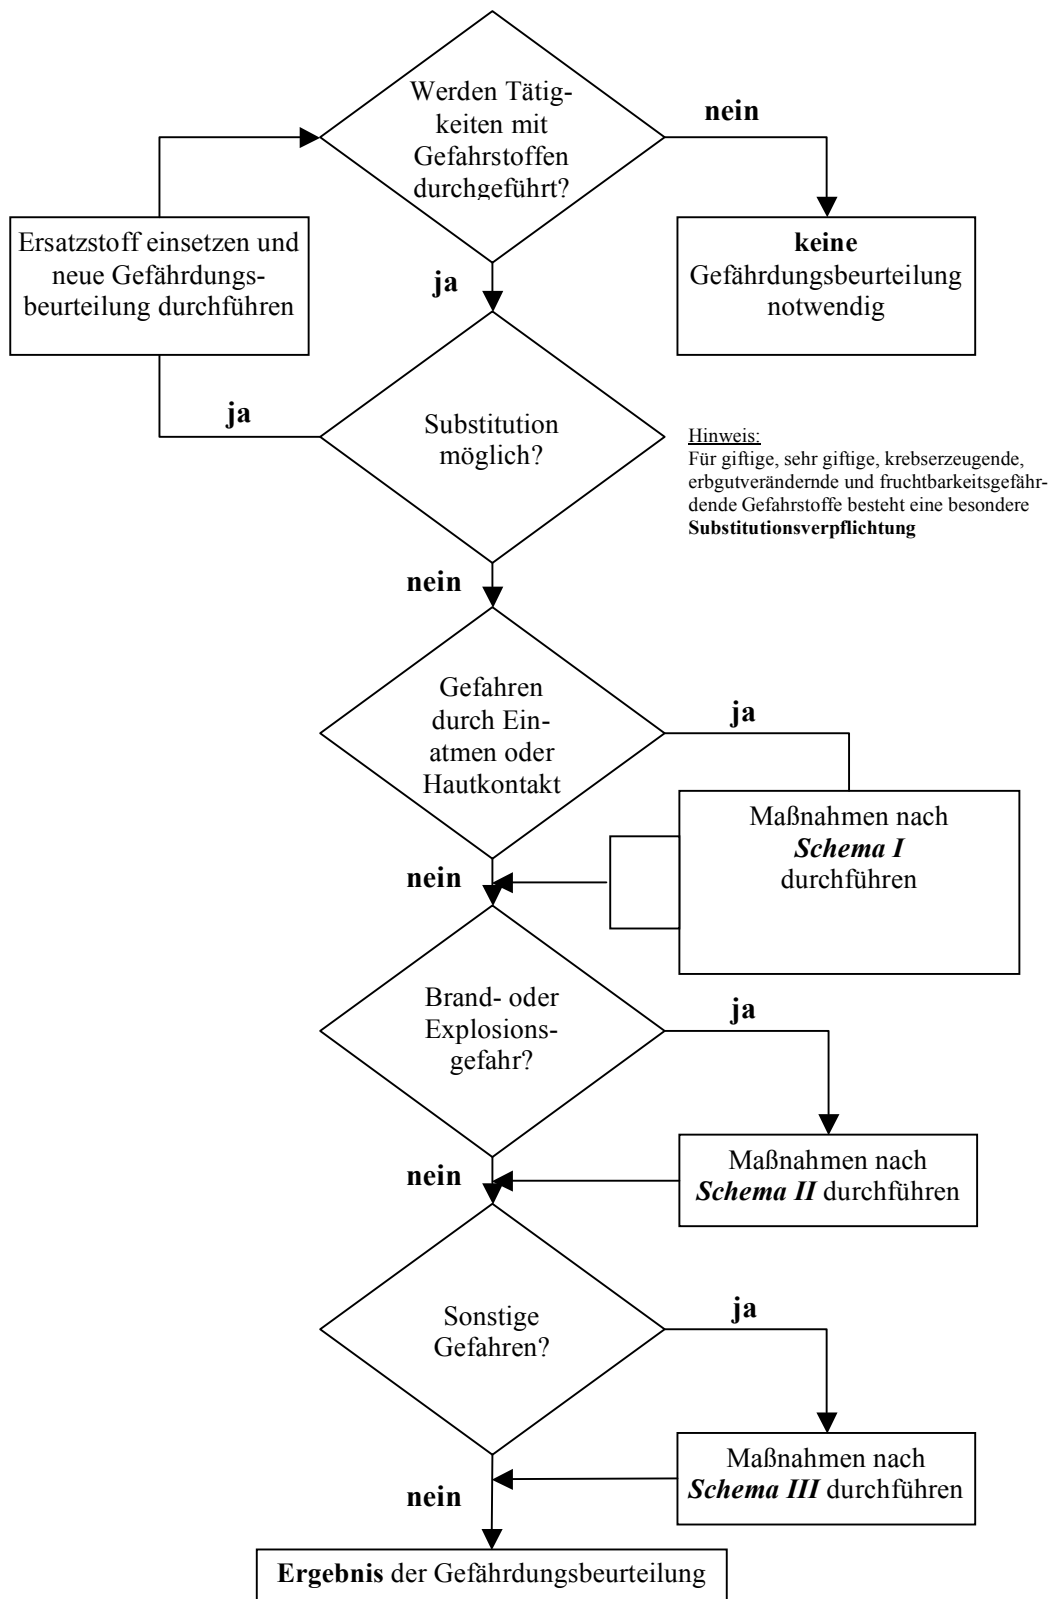 Werden Tätig-
keiten mit
Gefahrstoffen
durchgeführt?
nein
keine
Gefährdungsbeurteilung
notwendig
Ersatzstoff einsetzen und
neue Gefährdungs-
beurteilung durchführen
ja
Substitution
möglich?
ja
Hinweis:
Für giftige, sehr giftige, krebserzeugende,
erbgutverändernde und fruchtbarkeitsgefähr-
dende Gefahrstoffe besteht eine besondere
Substitutionsverpflichtung
nein
Gefahren
durch Ein-
atmen oder
Hautkontakt
ja
Maßnahmen nach
Schema I
durchführen
nein
Brand- oder
Explosions-
gefahr?
ja
Maßnahmen nach
Schema II durchführen
nein
Sonstige
Gefahren?
ja
Maßnahmen nach
Schema III durchführen
nein
Ergebnis der Gefährdungsbeurteilung